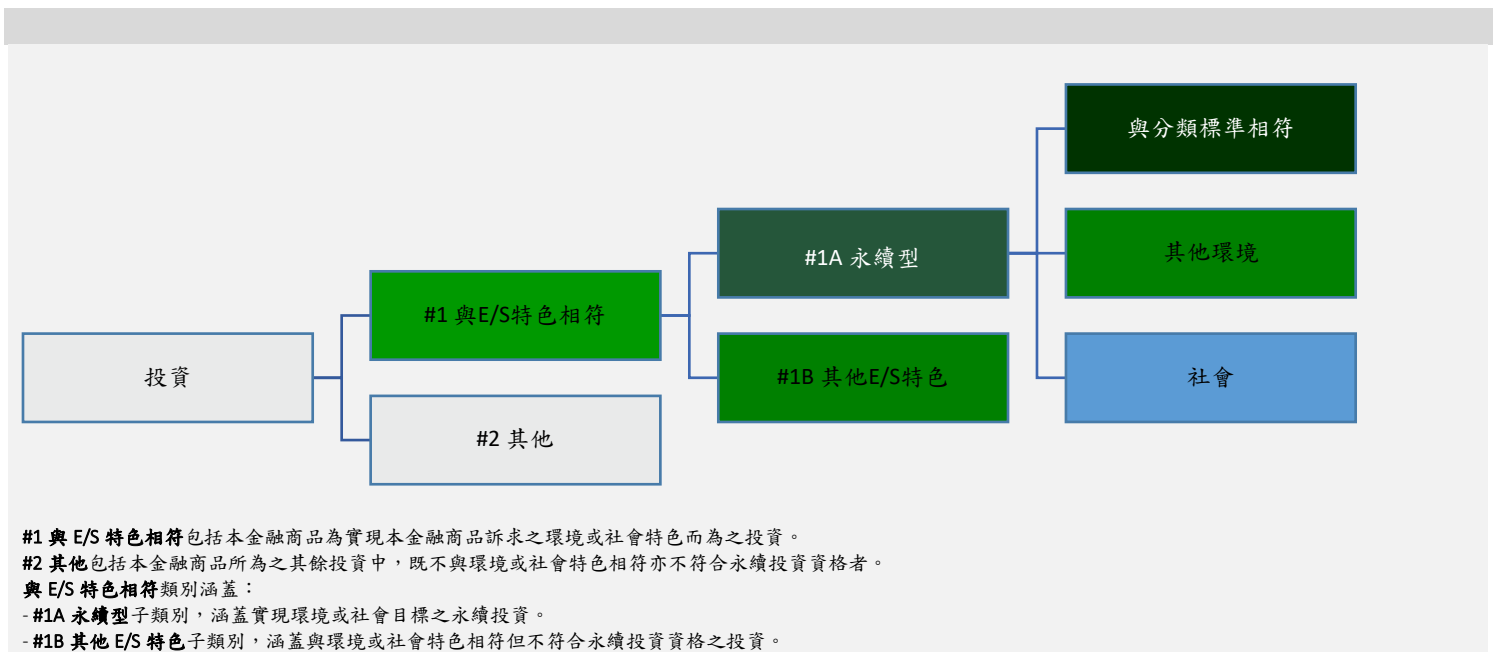 與分類標準相符
#1A 永續型
其他環境
#1 與E/S特色相符
投資
#1B 其他E/S特色
社會
#2 其他
#1 與 E/S 特色相符包括本金融商品為實現本金融商品訴求之環境或社會特色而為之投資。
#2 其他包括本金融商品所為之其餘投資中，既不與環境或社會特色相符亦不符合永續投資資格者。
與 E/S 特色相符類別涵蓋：
- #1A 永續型子類別，涵蓋實現環境或社會目標之永續投資。
- #1B 其他 E/S 特色子類別，涵蓋與環境或社會特色相符但不符合永續投資資格之投資。